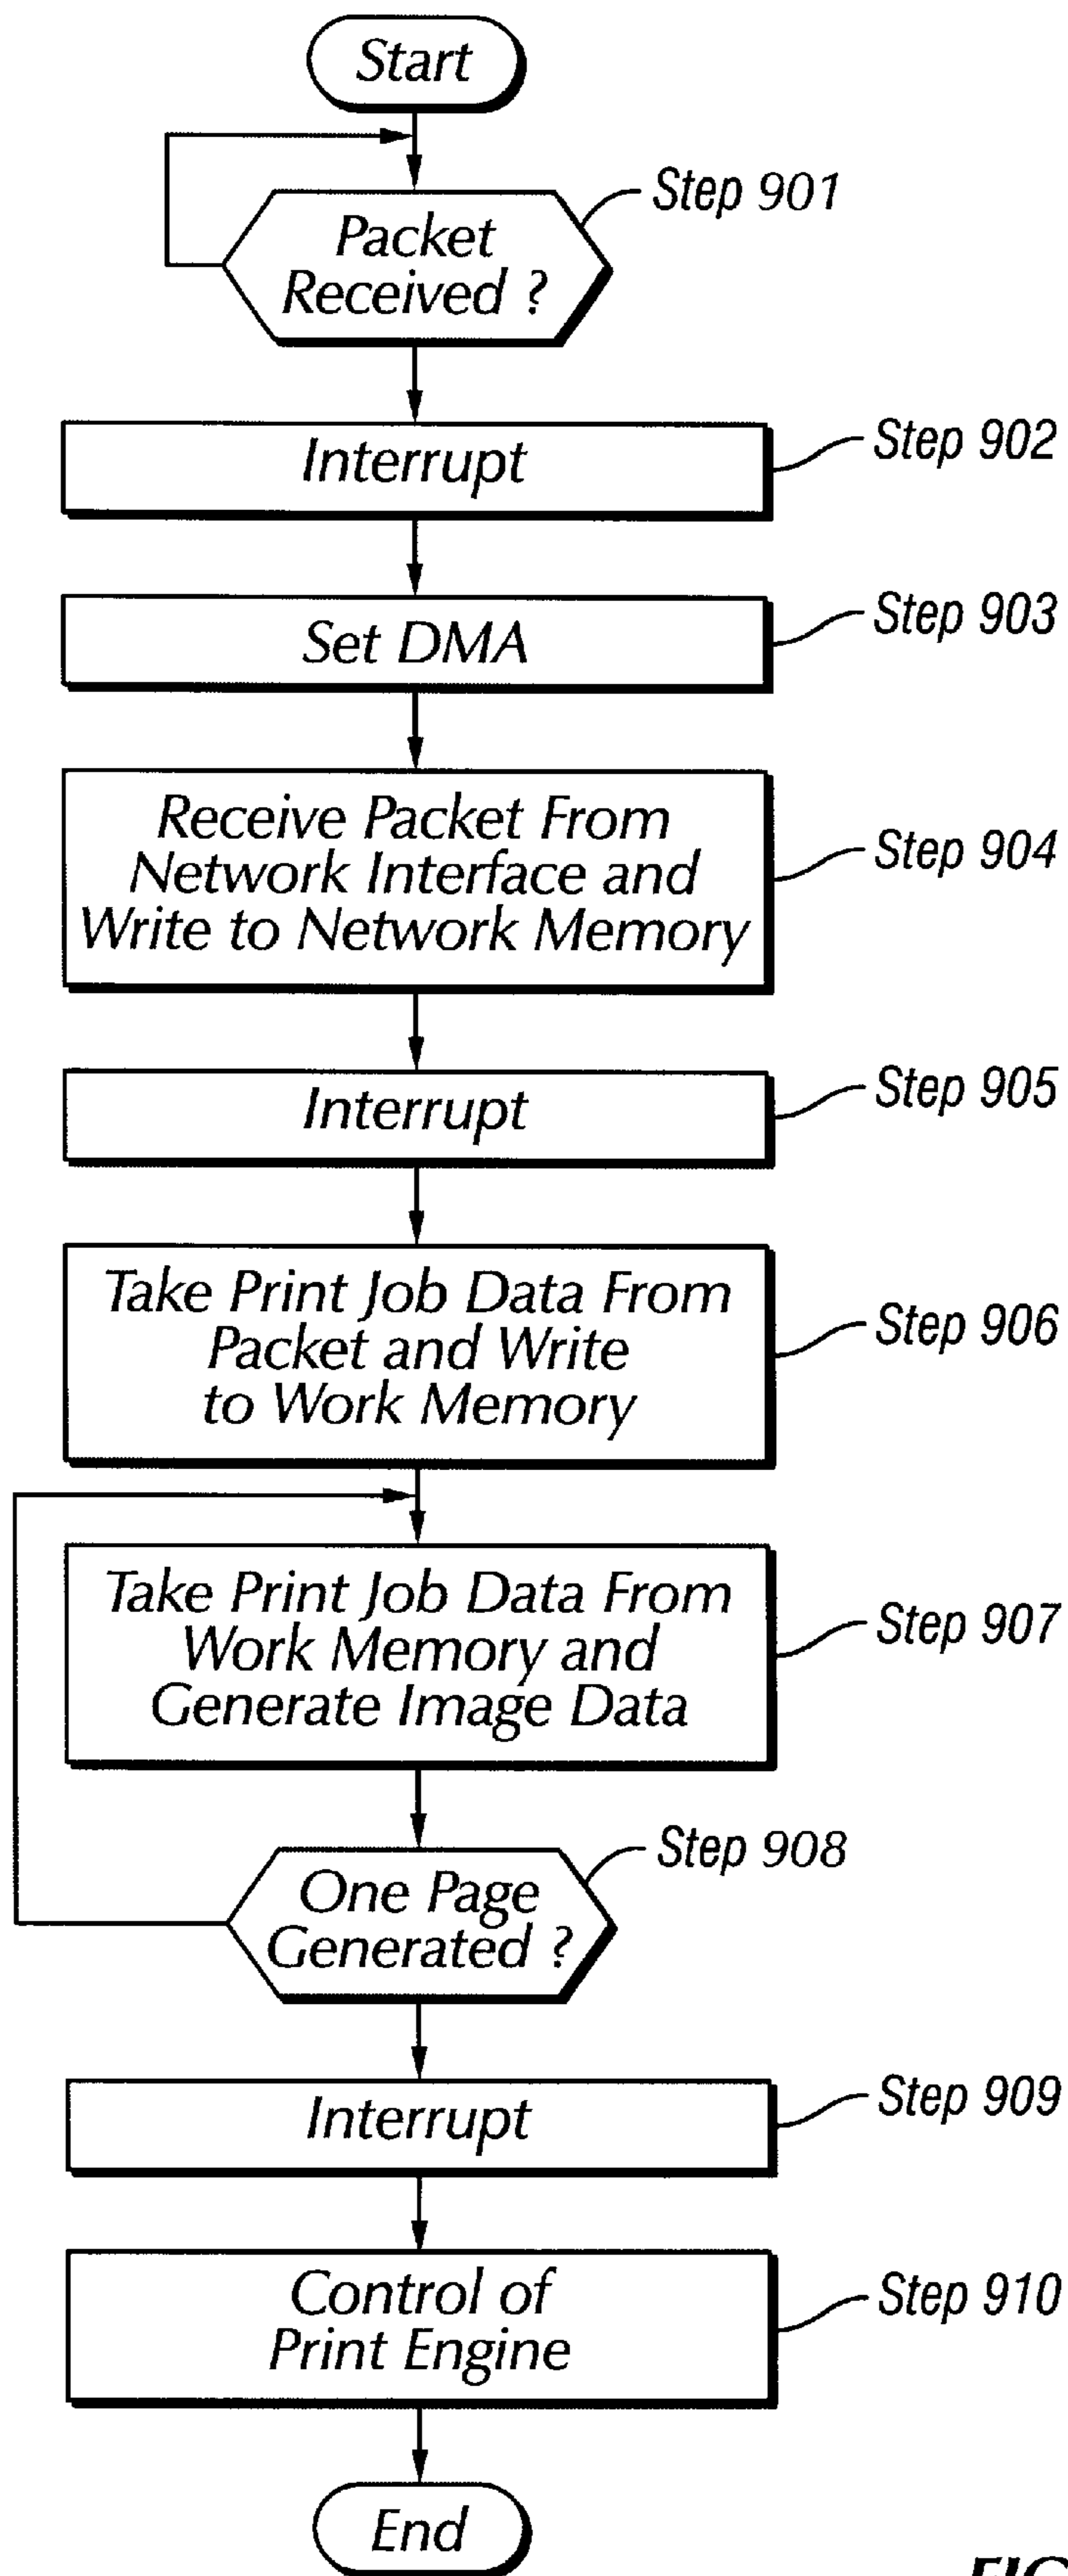 Start
Step 901
Packet
Received ?
Interrupt
Step 902
Set DMA
Step 903
Receive Packet From
Network Interface and
Write to Network Memory
Step 904
Interrupt
Step 905
Take Print Job Data From
Packet and Write
to Work Memory
Step 906
Take Print Job Data From
Work Memory and
Generate Image Data
Step 907
Step 908
One Page
Generated ?
Interrupt
Step 909
Control of
Print Engine
Step 910
End